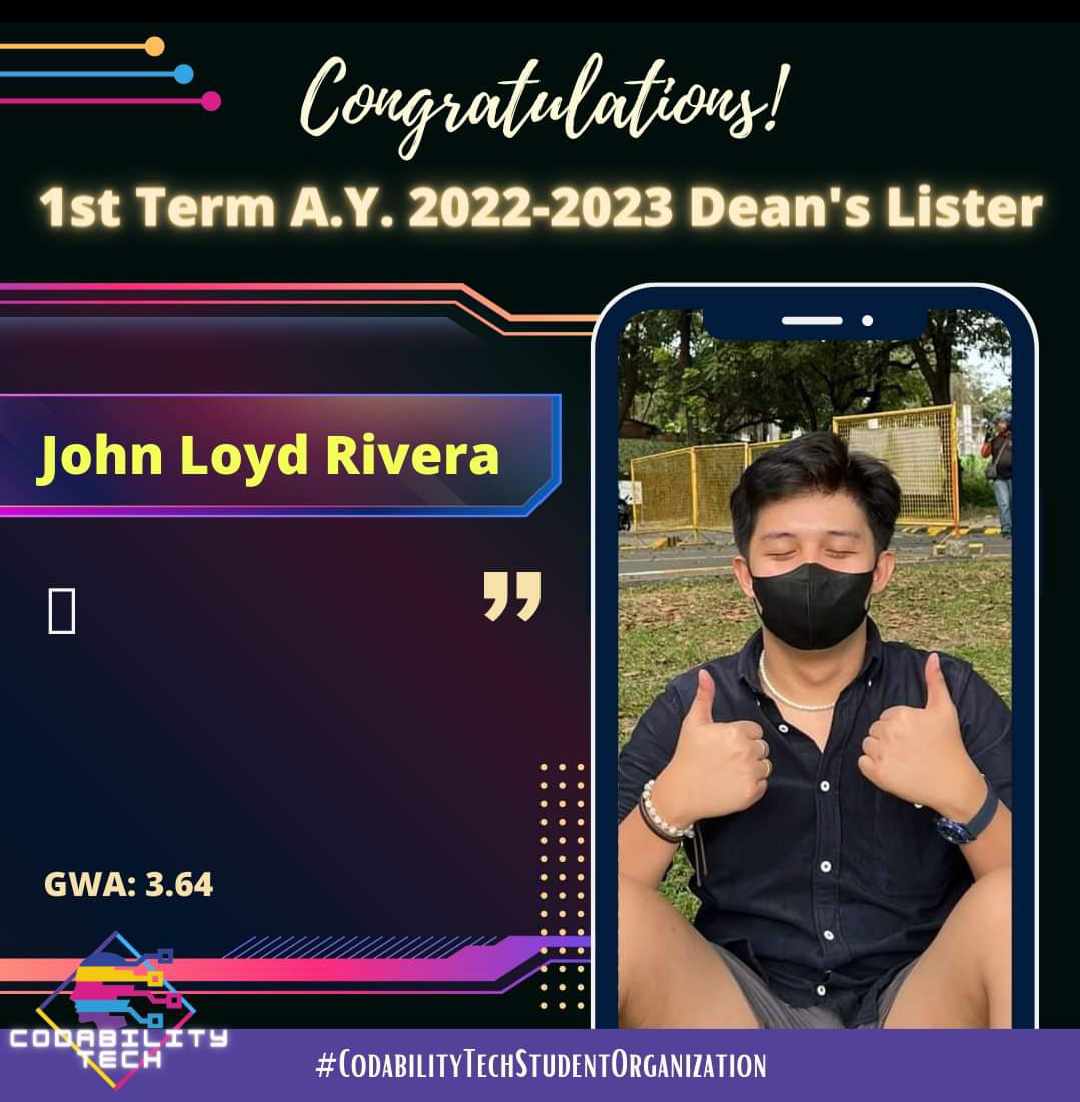 Congratulations!
1st Term A.Y. 2022-2023 Dean's Lister
John Loyd Rivera
”
GWA: 3.64
CODABILITY
TECH
#CodabilityTechStudentOrganization